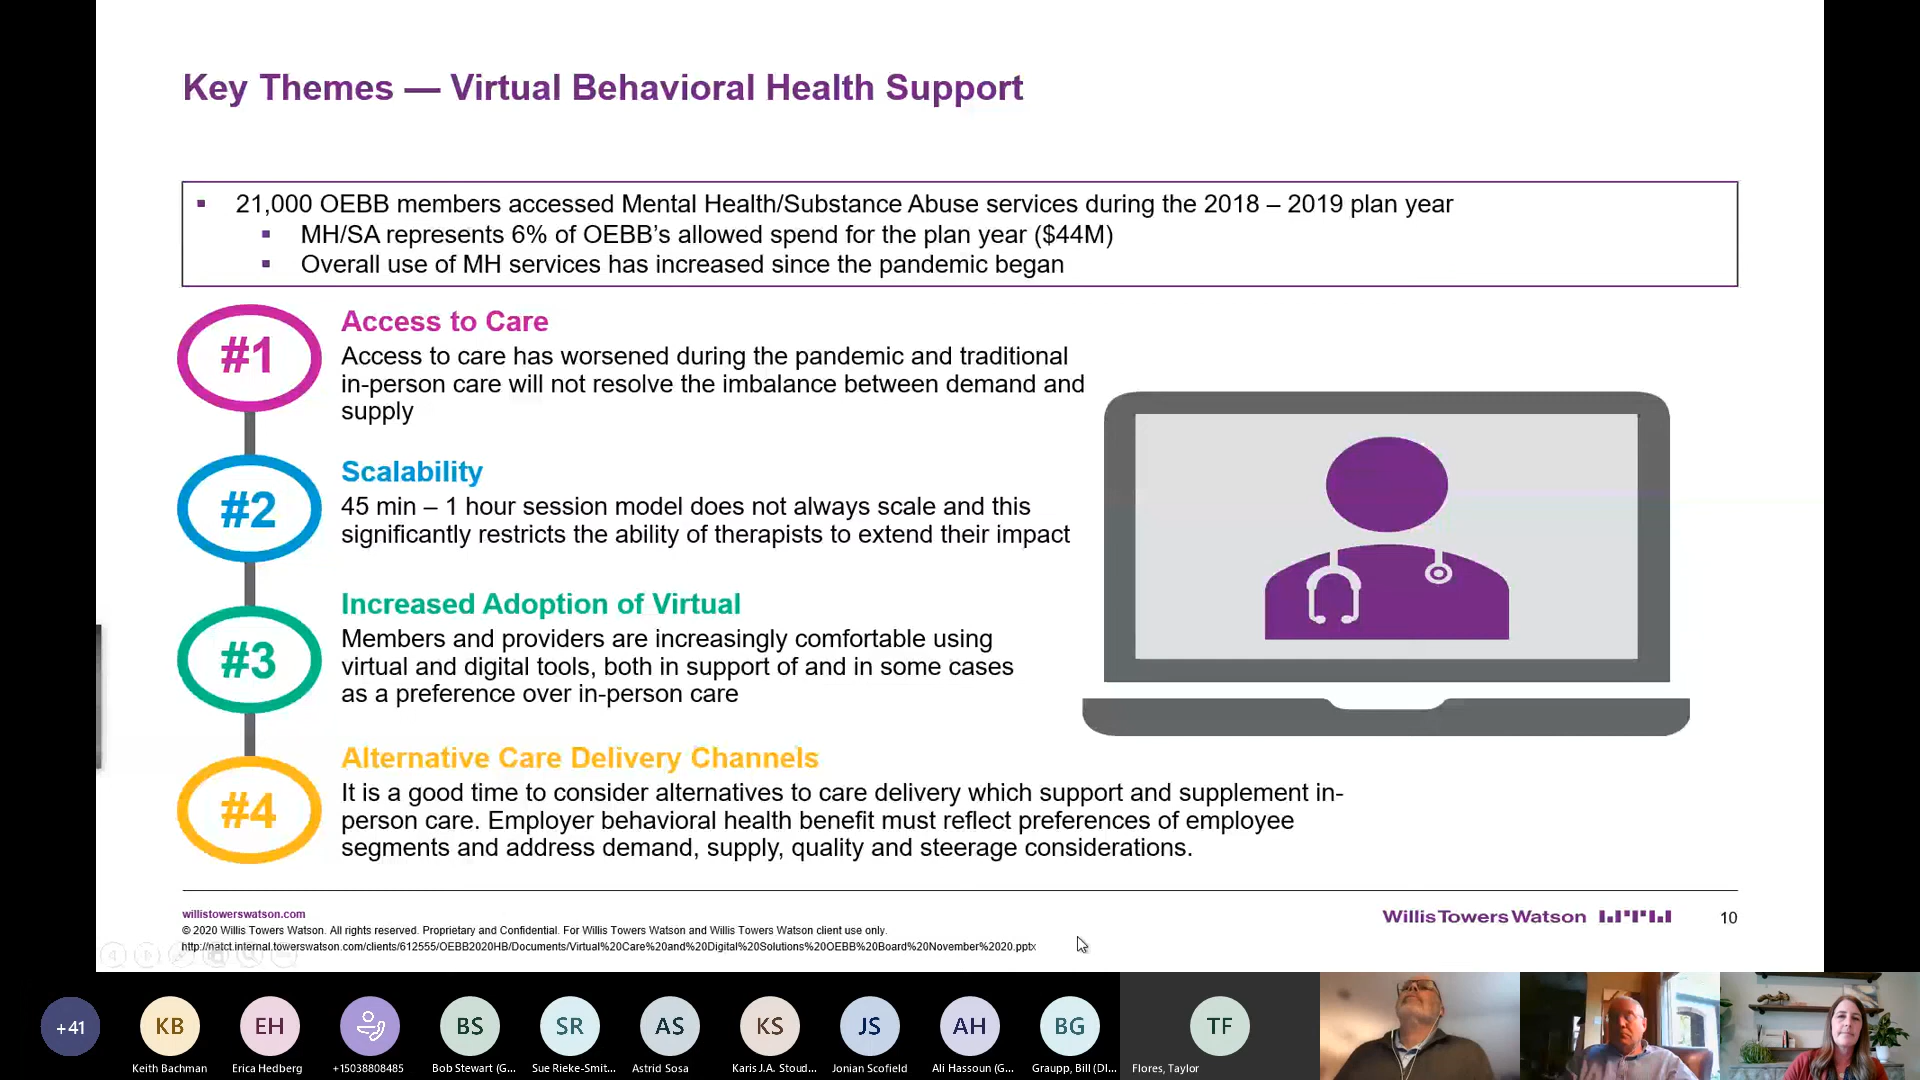 Key Themes — Virtual Behavioral Health Support
21,000 OEBB members accessed Mental Health/Substance Abuse services during the 2018 – 2019 plan year
MH/SA represents 6% of OEBB’s allowed spend for the plan year ($44M)
Overall use of MH services has increased since the pandemic began
#1
Access to Care
Access to care has worsened during the pandemic and traditional
in-person care will not resolve the imbalance between demand and
supply
#2
Scalability
45 min – 1 hour session model does not always scale and this
significantly restricts the ability of therapists to extend their impact
#3
Increased Adoption of Virtual
Members and providers are increasingly comfortable using
virtual and digital tools, both in support of and in some cases
as a preference over in-person care
#4
Alternative Care Delivery Channels
It is a good time to consider alternatives to care delivery which support and supplement in-
person care. Employer behavioral health benefit must reflect preferences of employee
segments and address demand, supply, quality and steerage considerations.
willistowerswatson.com
© 2020 Willis Towers Watson. All rights reserved. Proprietary and Confidential. For Willis Towers Watson and Willis Towers Watson client use only.
http://natct.internal.towerswatson.com/clients/612555/OEBB2020HB/Documents/Virtual%20Care%20and%20Digital%20Solutions%20OEBB%20Board%20November%2020.pptx
Willis Towers Watson
10
+41
KB
EH
BS
SR
AS
KS
JS
AH
BG
TF
Keith Bachman
Erica Hedberg
+15038808485
Bob Stewart (G...
Sue Rieke-Smit...
Astrid Sosa
Karis J.A. Stoud...
Jonian Scofield
Ali Hassoun (G...
Graupp, Bill (DI...
Flores, Taylor